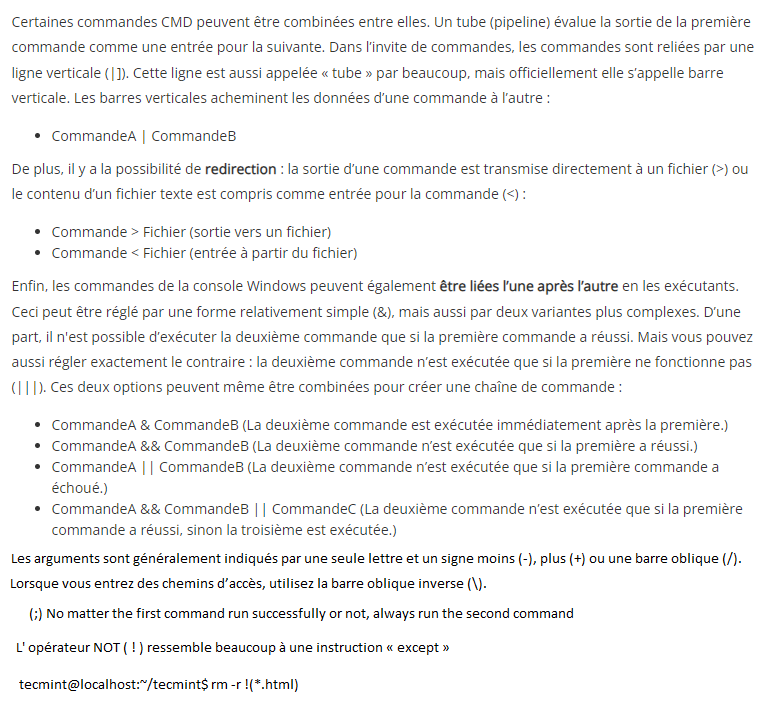 Certaines commandes CMD peuvent être combinées entre elles. Un tube (pipeline) évalue la sortie de la première
commande comme une entrée pour la suivante. Dans l’invite de commandes, les commandes sont reliées par une
ligne verticale (|]). Cette ligne est aussi appelée « tube » par beaucoup, mais officiellement elle s’appelle barre
verticale. Les barres verticales acheminent les données d’une commande à l’autre :
• CommandeA | CommandeB
De plus, il y a la possibilité de redirection : la sortie d’une commande est transmise directement à un fichier (>) ou
le contenu d’un fichier texte est compris comme entrée pour la commande (<) :
• Commande > Fichier (sortie vers un fichier)
• Commande < Fichier (entrée à partir du fichier)
Enfin, les commandes de la console Windows peuvent également être liées l’une après l’autre en les exécutants.
Ceci peut être réglé par une forme relativement simple (&), mais aussi par deux variantes plus complexes. D’une
part, il n'est possible d’exécuter la deuxième commande que si la première commande a réussi. Mais vous pouvez
aussi régler exactement le contraire : la deuxième commande n’est exécutée que si la première ne fonctionne pas
(|||). Ces deux options peuvent même être combinées pour créer une chaîne de commande :
• CommandeA & CommandeB (La deuxième commande est exécutée immédiatement après la première.)
• CommandeA && CommandeB (La deuxième commande n’est exécutée que si la première a réussi.)
• CommandeA || CommandeB (La deuxième commande n’est exécutée que si la première commande a
échoué.)
• CommandeA && CommandeB || CommandeC (La deuxième commande n’est exécutée que si la première
commande a réussi, sinon la troisième est exécutée.)
Les arguments sont généralement indiqués par une seule lettre et un signe moins (-), plus (+) ou une barre oblique (/).
Lorsque vous entrez des chemins d’accès, utilisez la barre oblique inverse (\).
(;) No matter the first command run successfully or not, always run the second command
L' opérateur NOT ( ! ) ressemble beaucoup à une instruction « except »
tecmint@localhost:~/tecmint$ rm -r !(*.html)